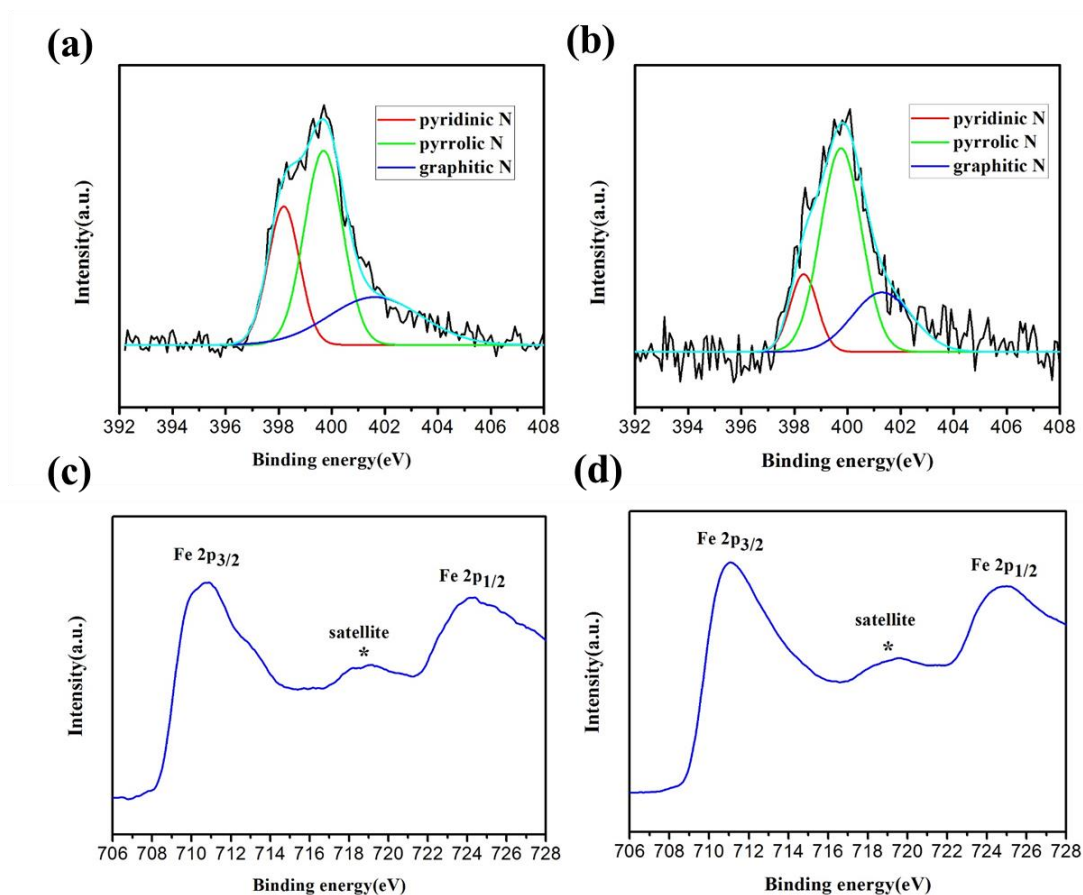 (a)
pyridinic N
pyrrolic N
graphitic N
Intensity(a.u.)
392 394 396 398 400 402 404 406 408
Binding energy(eV)
(b)
pyridinic N
pyrrolic N
graphitic N
Intensity(a.u.)
392 394 396 398 400 402 404 406 408
Binding energy(eV)
(c)
Fe 2p3/2
satellite
*
Fe 2p1/2
Intensity(a.u.)
706 708 710 712 714 716 718 720 722 724 726 728
Binding energy(eV)
(d)
Fe 2p3/2
satellite
*
Fe 2p1/2
Intensity(a.u.)
706 708 710 712 714 716 718 720 722 724 726 728
Binding energy(eV)